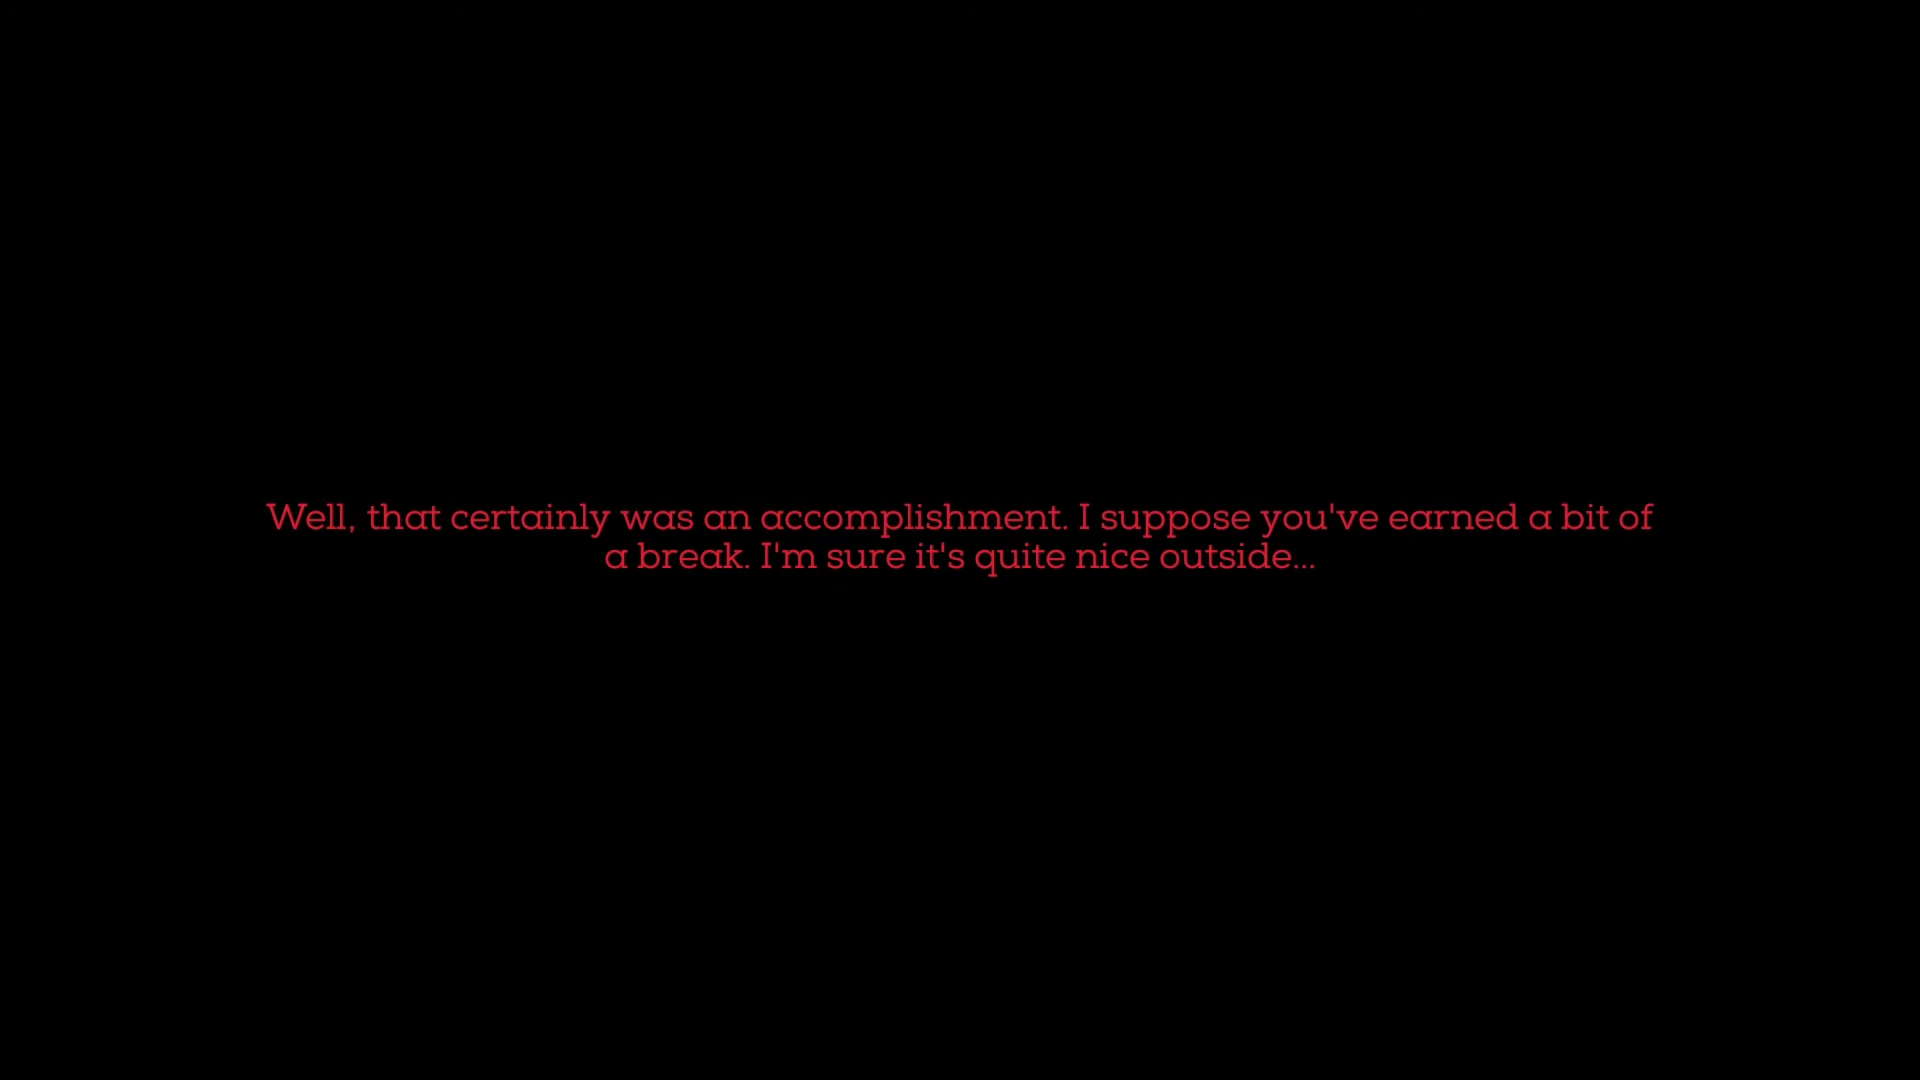 Well, that certainly was an accomplishment. I suppose you've earned a bit of
a break. I'm sure it's quite nice outside...